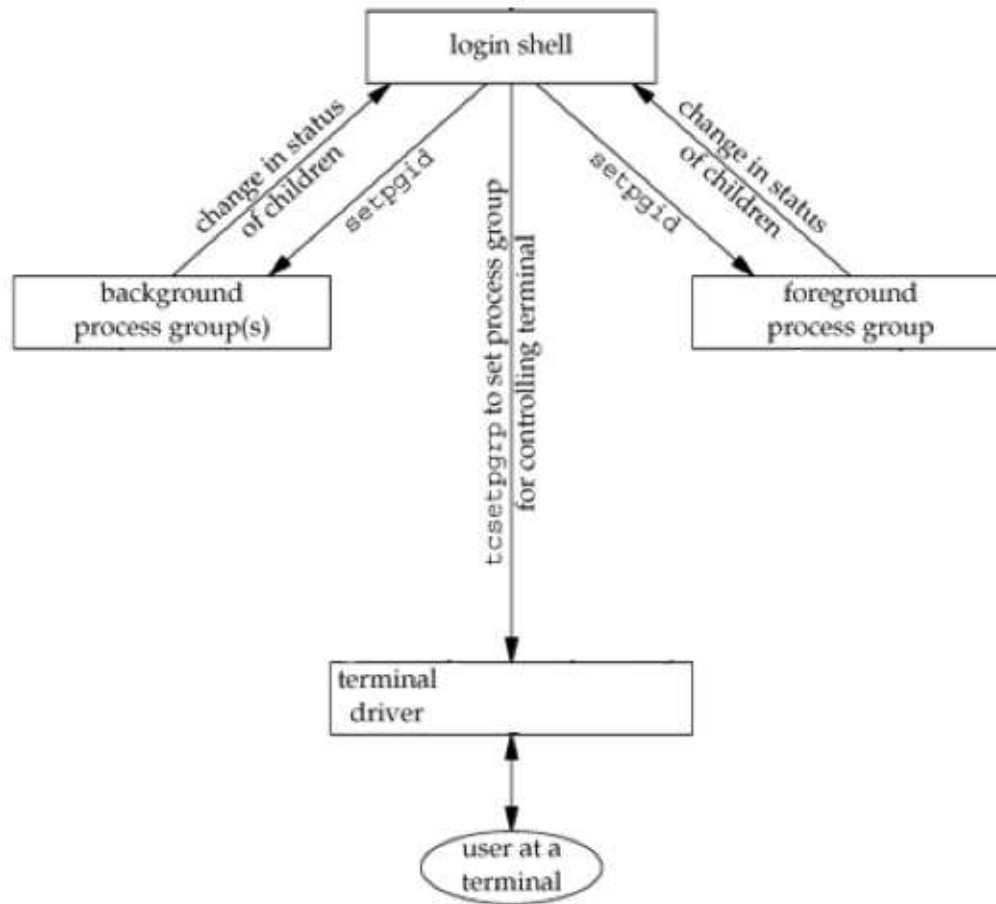 login shell
change in status
of children
setpgid
tcsetpgrp to set process group
for controlling terminal
setpgid
change in status
of children
background
process group(s)
foreground
process group
terminal
driver
user at a
terminal